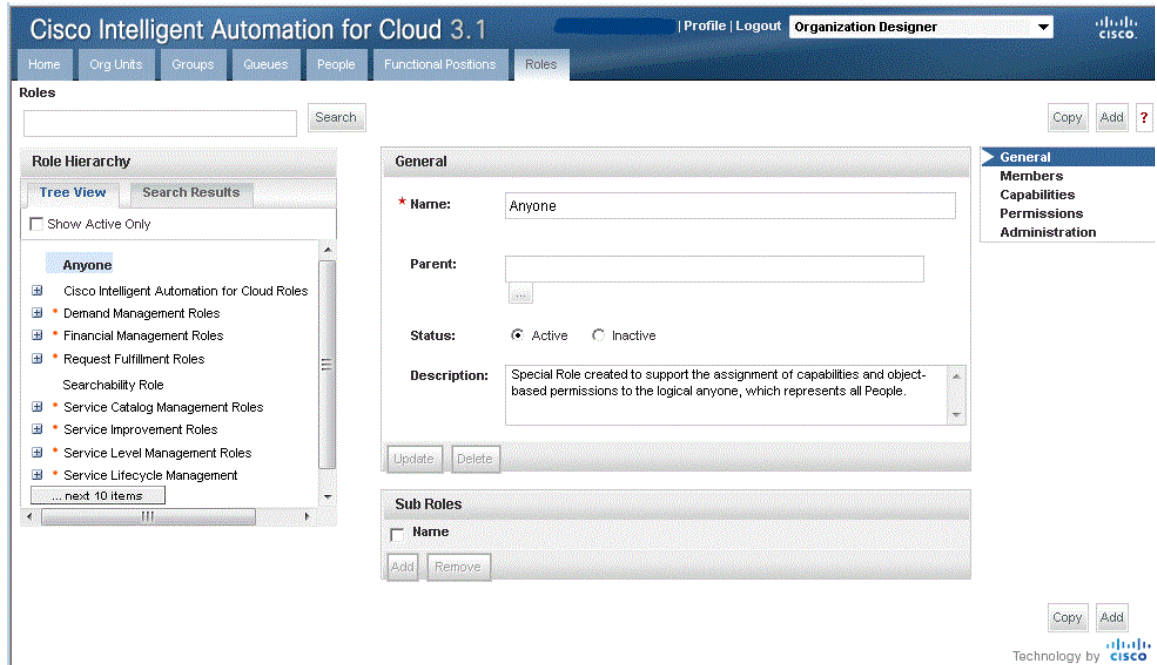 Cisco Intelligent Automation for Cloud 3.1
| Profile | Logout Organization Designer
CISCO.
Home Org Units Groups Queues People Functional Positions Roles
Roles
Search
Copy Add ?
Role Hierarchy
Tree View Search Results
Show Active Only
Anyone
Cisco Intelligent Automation for Cloud Roles
* Demand Management Roles
* Financial Management Roles
* Request Fulfillment Roles
Searchability Role
* Service Catalog Management Roles
* Service Improvement Roles
* Service Level Management Roles
* Service Lifecycle Management
... next 10 items
General
* Name: Anyone
Parent:
...
Status: Active Inactive
Description: Special Role created to support the assignment of capabilities and object-
based permissions to the logical anyone, which represents all People.
Update Delete
Sub Roles
Name
Add Remove
General
Members
Capabilities
Permissions
Administration
Copy Add
Technology by CISCO